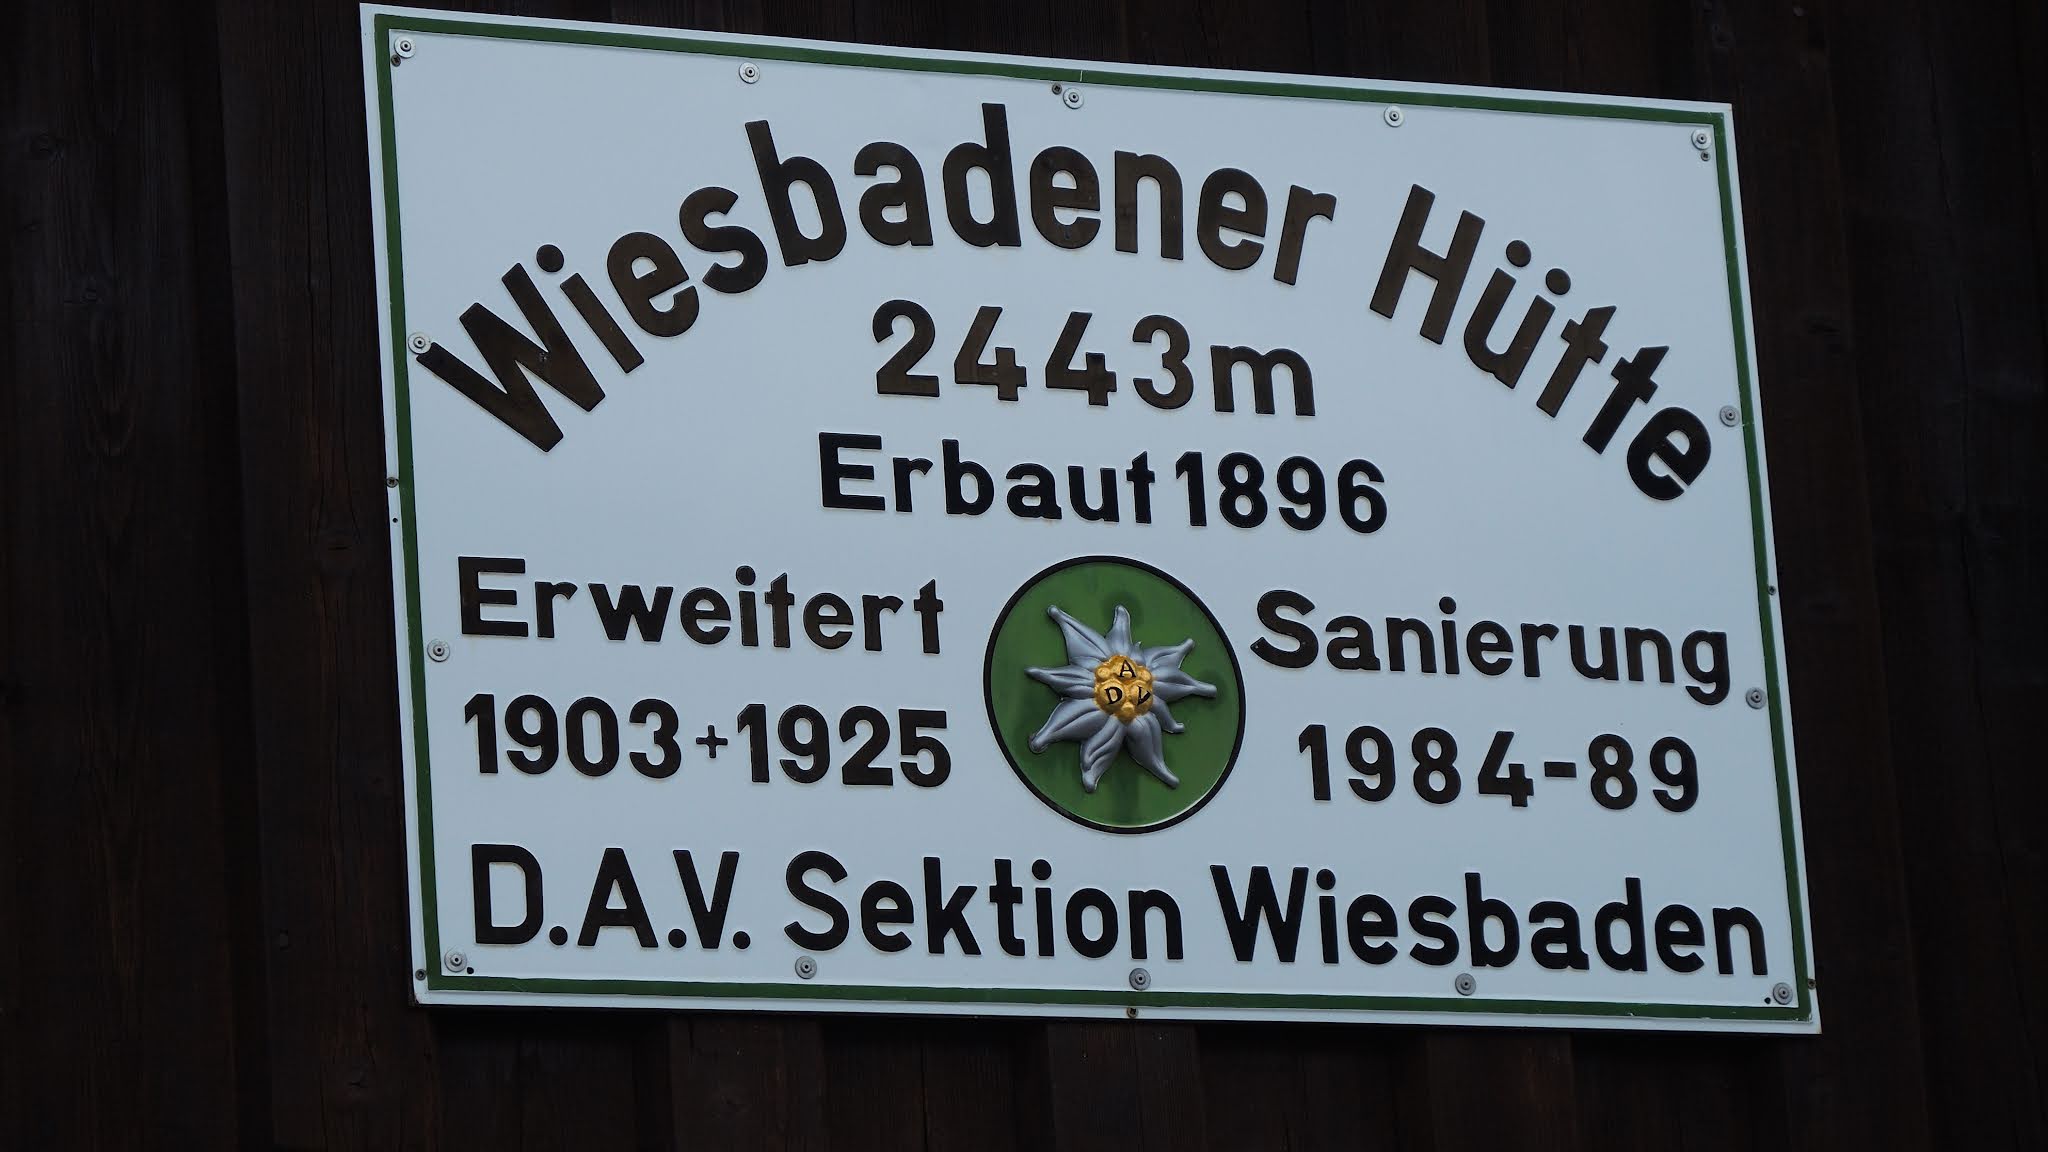 Wiesbadener Hütte
2443m
Erbaut 1896
Erweitert
1903+1925
A
D V
Sanierung
1984-89
D.A.V. Sektion Wiesbaden